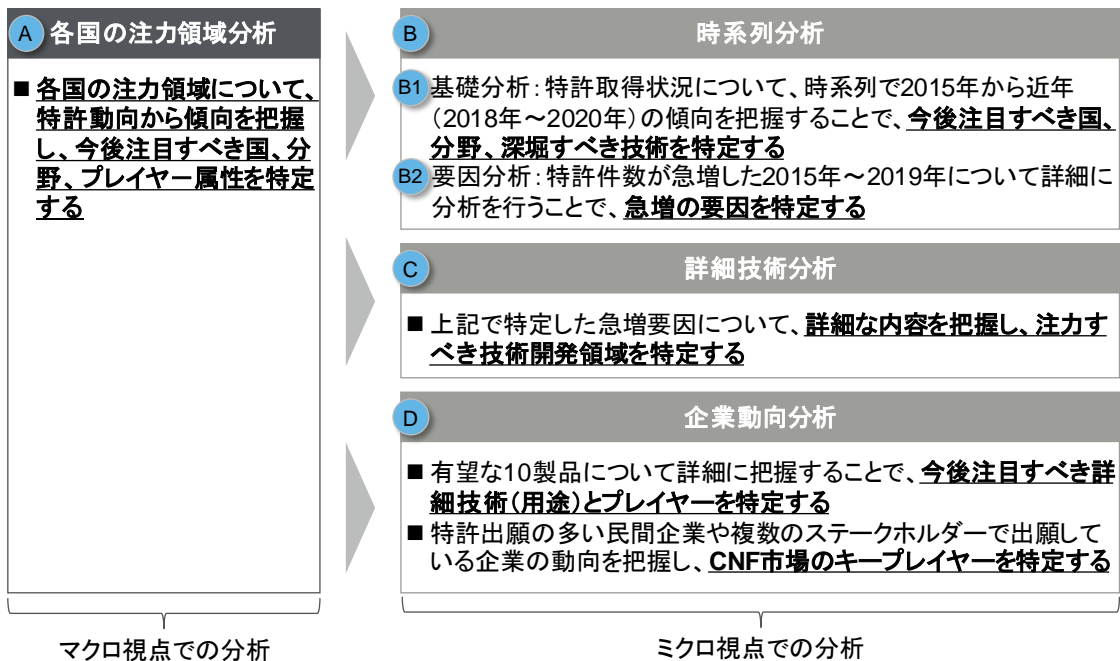 A 各国の注力領域分析
■ 各国の注力領域について、
特許動向から傾向を把握
し、今後注目すべき国、分
野、プレイヤー属性を特定
する
B 時系列分析
B1 基礎分析：特許取得状況について、時系列で2015年から近年
（2018年～2020年）の傾向を把握することで、今後注目すべき国、
分野、深堀すべき技術を特定する
B2 要因分析：特許件数が急増した2015年～2019年について詳細に
分析を行うことで、急増の要因を特定する
C 詳細技術分析
■ 上記で特定した急増要因について、詳細な内容を把握し、注力す
べき技術開発領域を特定する
D 企業動向分析
■ 有望な10製品について詳細に把握することで、今後注目すべき詳
細技術（用途）とプレイヤーを特定する
■ 特許出願の多い民間企業や複数のステークホルダーで出願して
いる企業の動向を把握し、CNF市場のキープレイヤーを特定する
マクロ視点での分析
ミクロ視点での分析